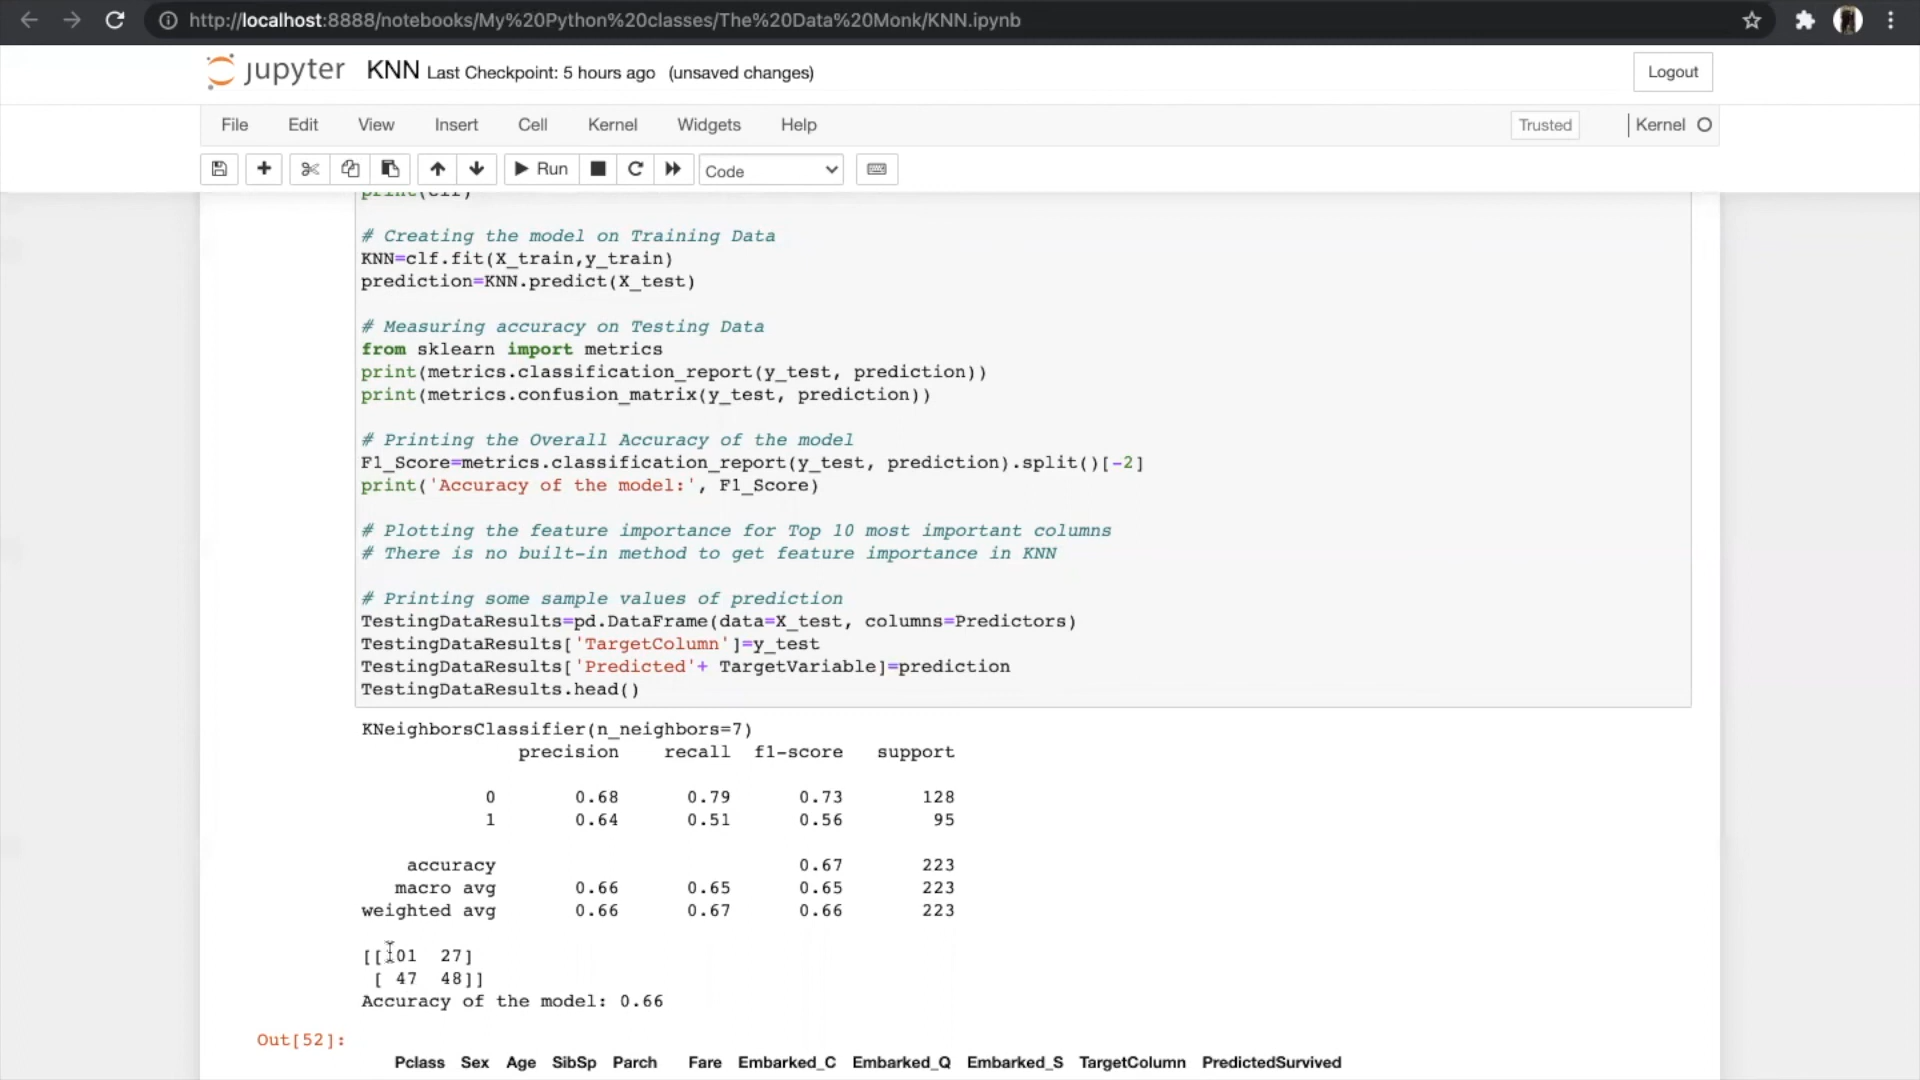 http://localhost:8888/notebooks/My%20Python%20classes/The%20Data%20Monk/KNN.ipynb
jupyter KNN Last Checkpoint: 5 hours ago (unsaved changes) Logout
File Edit View Insert Cell Kernel Widgets Help Trusted Kernel
Run Code
print(clf)
# Creating the model on Training Data
KNN=clf.fit(X_train,y_train)
prediction=KNN.predict(X_test)
# Measuring accuracy on Testing Data
from sklearn import metrics
print(metrics.classification_report(y_test, prediction))
print(metrics.confusion_matrix(y_test, prediction))
# Printing the Overall Accuracy of the model
F1_Score=metrics.classification_report(y_test, prediction).split()[-2]
print('Accuracy of the model:', F1_Score)
# Plotting the feature importance for Top 10 most important columns
# There is no built-in method to get feature importance in KNN
# Printing some sample values of prediction
TestingDataResults=pd.DataFrame(data=X_test, columns=Predictors)
TestingDataResults['TargetColumn']=y_test
TestingDataResults['Predicted'+ TargetVariable]=prediction
TestingDataResults.head()
KNeighborsClassifier(n_neighbors=7)
precision recall f1-score support
0 0.68 0.79 0.73 128
1 0.64 0.51 0.56 95
accuracy 0.67 223
macro avg 0.66 0.65 0.65 223
weighted avg 0.66 0.67 0.66 223
[[101 27]
[ 47 48]]
Accuracy of the model: 0.66
Out[52]:
Pclass Sex Age SibSp Parch Fare Embarked_C Embarked_Q Embarked_S TargetColumn PredictedSurvived